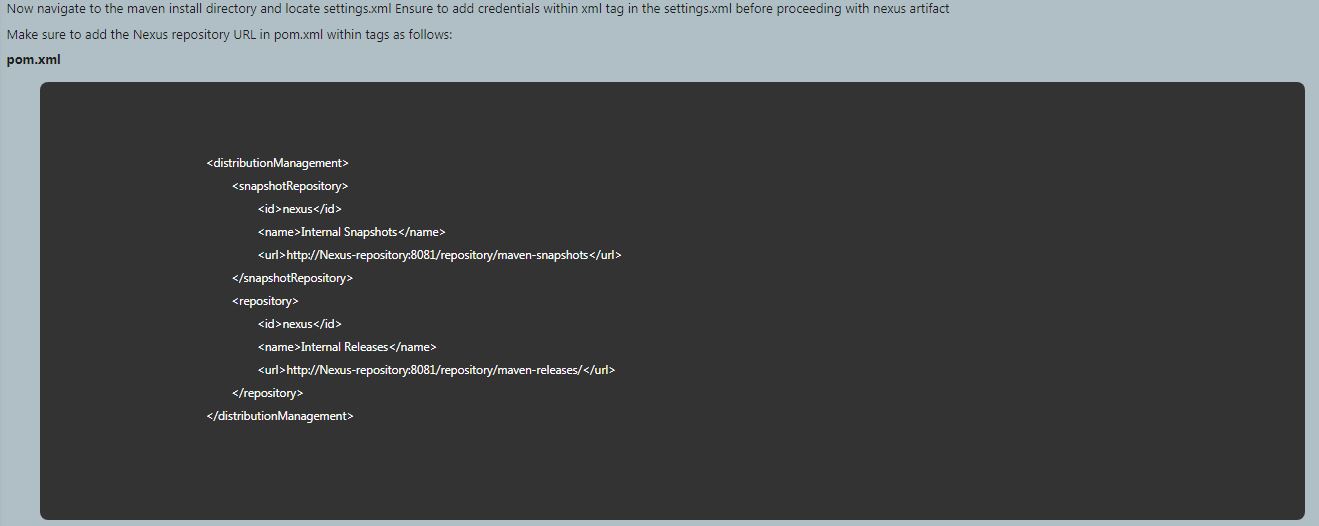 Now navigate to the maven install directory and locate settings.xml Ensure to add credentials within xml tag in the settings.xml before proceeding with nexus artifact
Make sure to add the Nexus repository URL in pom.xml within tags as follows:
pom.xml
<distributionManagement>
<snapshotRepository>
<id>nexus</id>
<name>Internal Snapshots</name>
<url>http://Nexus-repository:8081/repository/maven-snapshots</url>
</snapshotRepository>
<repository>
<id>nexus</id>
<name>Internal Releases</name>
<url>http://Nexus-repository:8081/repository/maven-releases/</url>
</repository>
</distributionManagement>